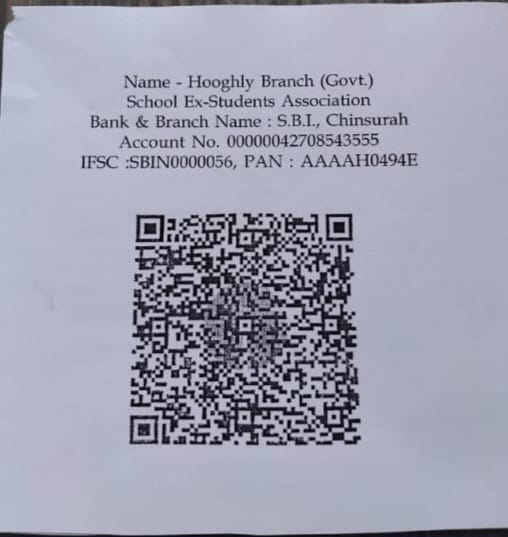 Name - Hooghly Branch (Govt.)
School Ex-Students Association
Bank & Branch Name : S.B.I., Chinsurah
Account No. 00000042708543555
IFSC :SBIN0000056, PAN : AAAAH0494E